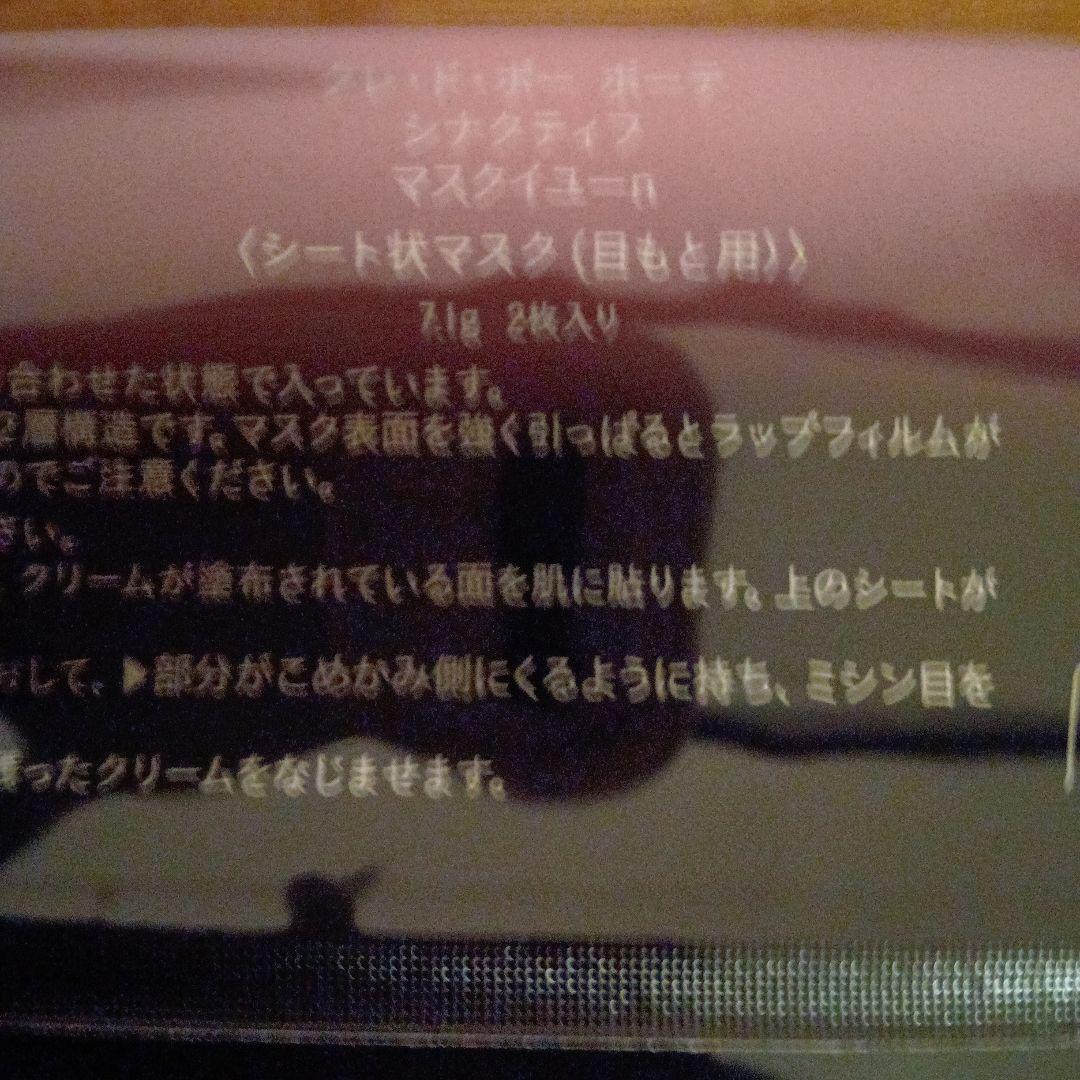 クレ・ド・ポー ボーテ
シナクティフ
マスクイユーn
〈シート状マスク(目もと用)〉
7.1g 2枚入り
合わせた状態で入っています。
2層構造です。マスク表面を強く引っぱるとラップフィルムが
のでご注意ください。
さい。
クリームが塗布されている面を肌に貼ります。上のシートが
おして、▶部分がこめかみ側にくるように持ち、ミシン目を
ったクリームをなじませます。